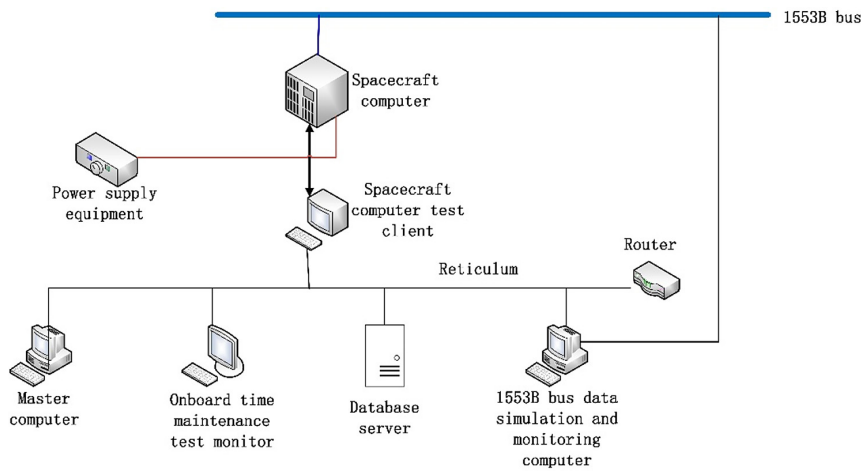 1553B bus
Spacecraft
computer
Power supply
equipment
Spacecraft
computer test
client
Router
Reticulum
Master
computer
Onboard time
maintenance
test monitor
Database
server
1553B bus data
simulation and
monitoring
computer